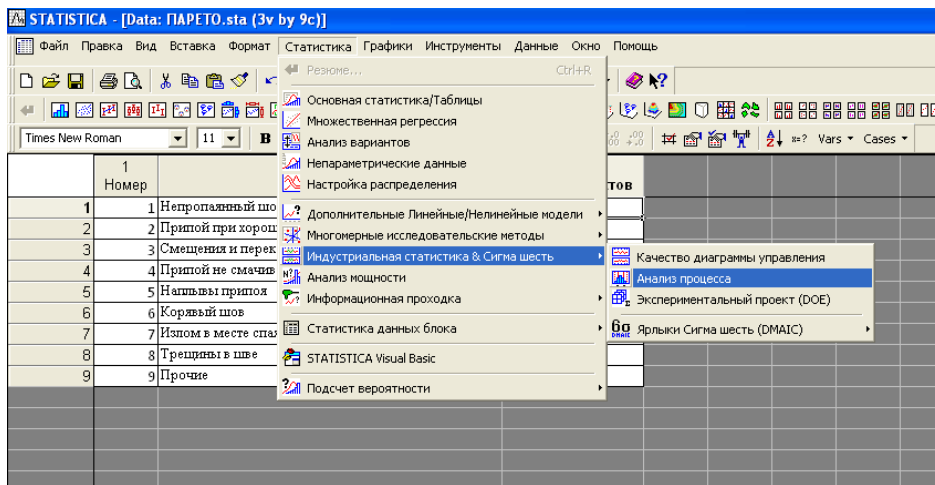 STATISTICA - [Data: ПАРЕТО.sta (3v by 9c)]
Файл Правка Вид Вставка Формат Статистика Графики Инструменты Данные Окно Помощь
Резюме... Ctrl+R
Основная статистика/Таблицы
Множественная регрессия
Times New Roman 11 B Vars Cases
Анализ вариантов
Непараметрические данные
Настройка распределения
1
Номер тов
1 1 Непропаянный шо
Дополнительные Линейные/Нелинейные модели
2 2 Припой при хорош
Многомерные исследовательские методы
3 3 Смещения и перек
Индустриальная статистика & Сигма шесть
Качество диаграммы управления
4 4 Припой не смачив
Анализ мощности
Анализ процесса
5 5 Наплывы припоя
Информационная проходка
Экспериментальный проект (DOE)
6 6 Корявый шов
Статистика данных блока
Ярлыки Сигма шесть (DMAIC)
7 7 Излом в месте спа
8 8 Трещины в шве
STATISTICA Visual Basic
9 9 Прочие
Подсчет вероятности